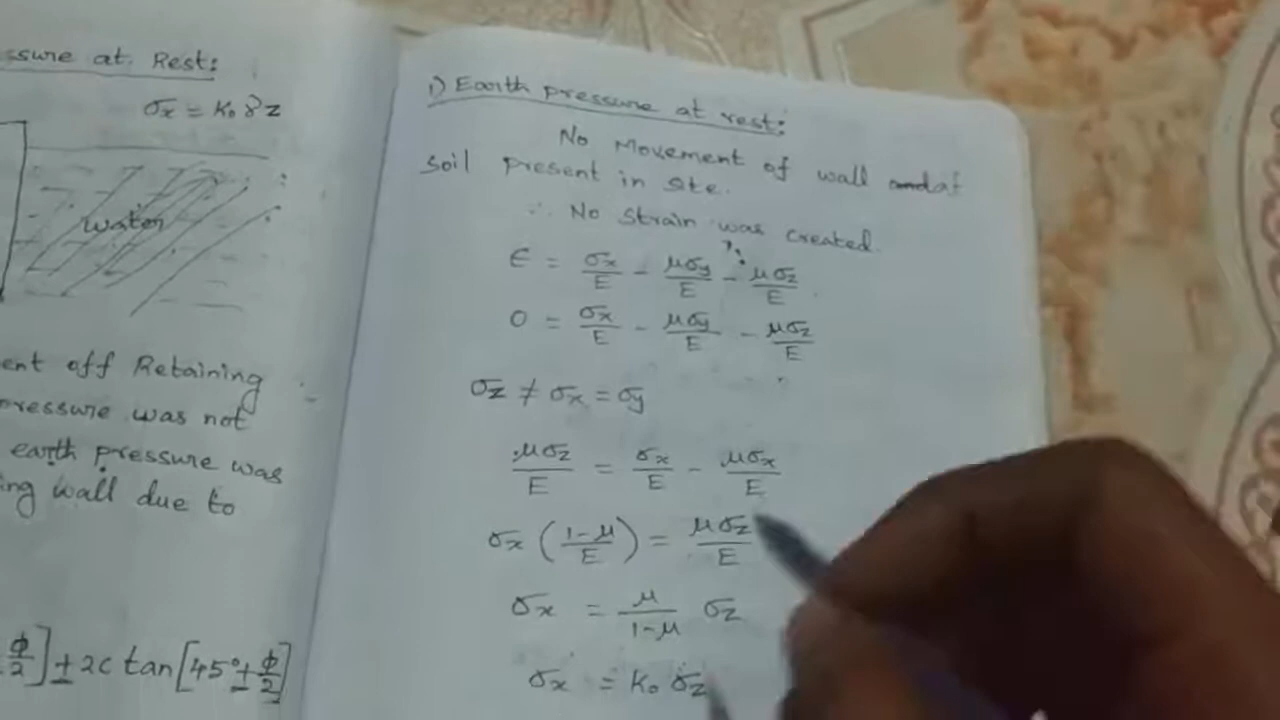 ssure at Rest:
σx = K₀ γ z
water
ent off Retaining
pressure was not
earth pressure was
ing wall due to
ϕ/2] ± 2c tan [45° ± ϕ/2]
1) Earth pressure at rest:
No Movement of wall and
soil present in site.
∴ No strain was created.
ϵ = σx/E - μσy/E - μσz/E
0 = σx/E - μσy/E - μσz/E
σz ≠ σx = σy
μσz/E = σx/E - μσx/E
σx (1-μ/E) = μσz/E
σx = μ/1-μ σz
σx = K₀ σz